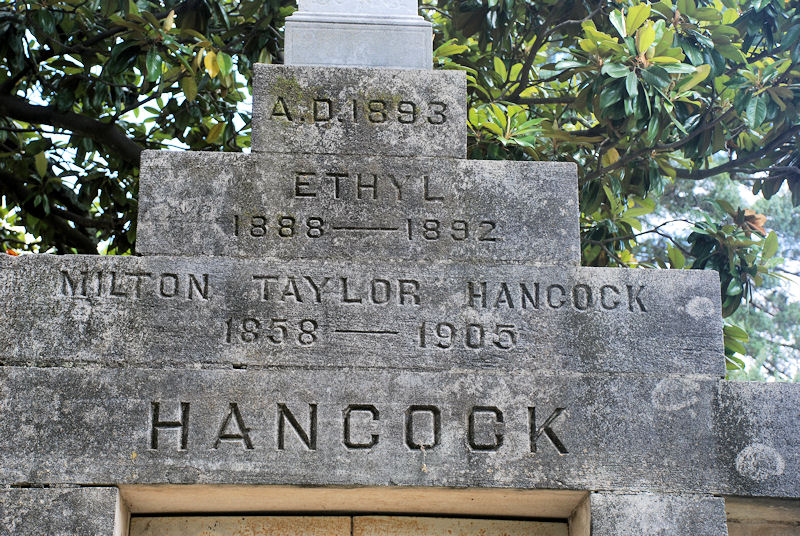 A.D. 1893
ETHYL
1888 — 1892
MILTON TAYLOR HANCOCK
1858 — 1905
HANCOCK